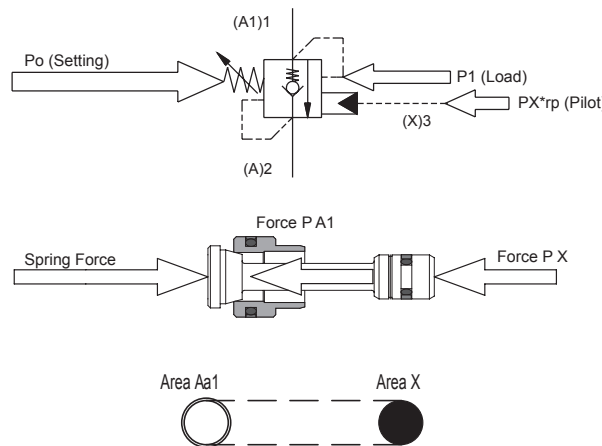 (A1)1
Po (Setting)
P1 (Load)
PX*rp (Pilot
(X)3
(A)2
Force P A1
Spring Force
Force P X
Area Aa1
Area X